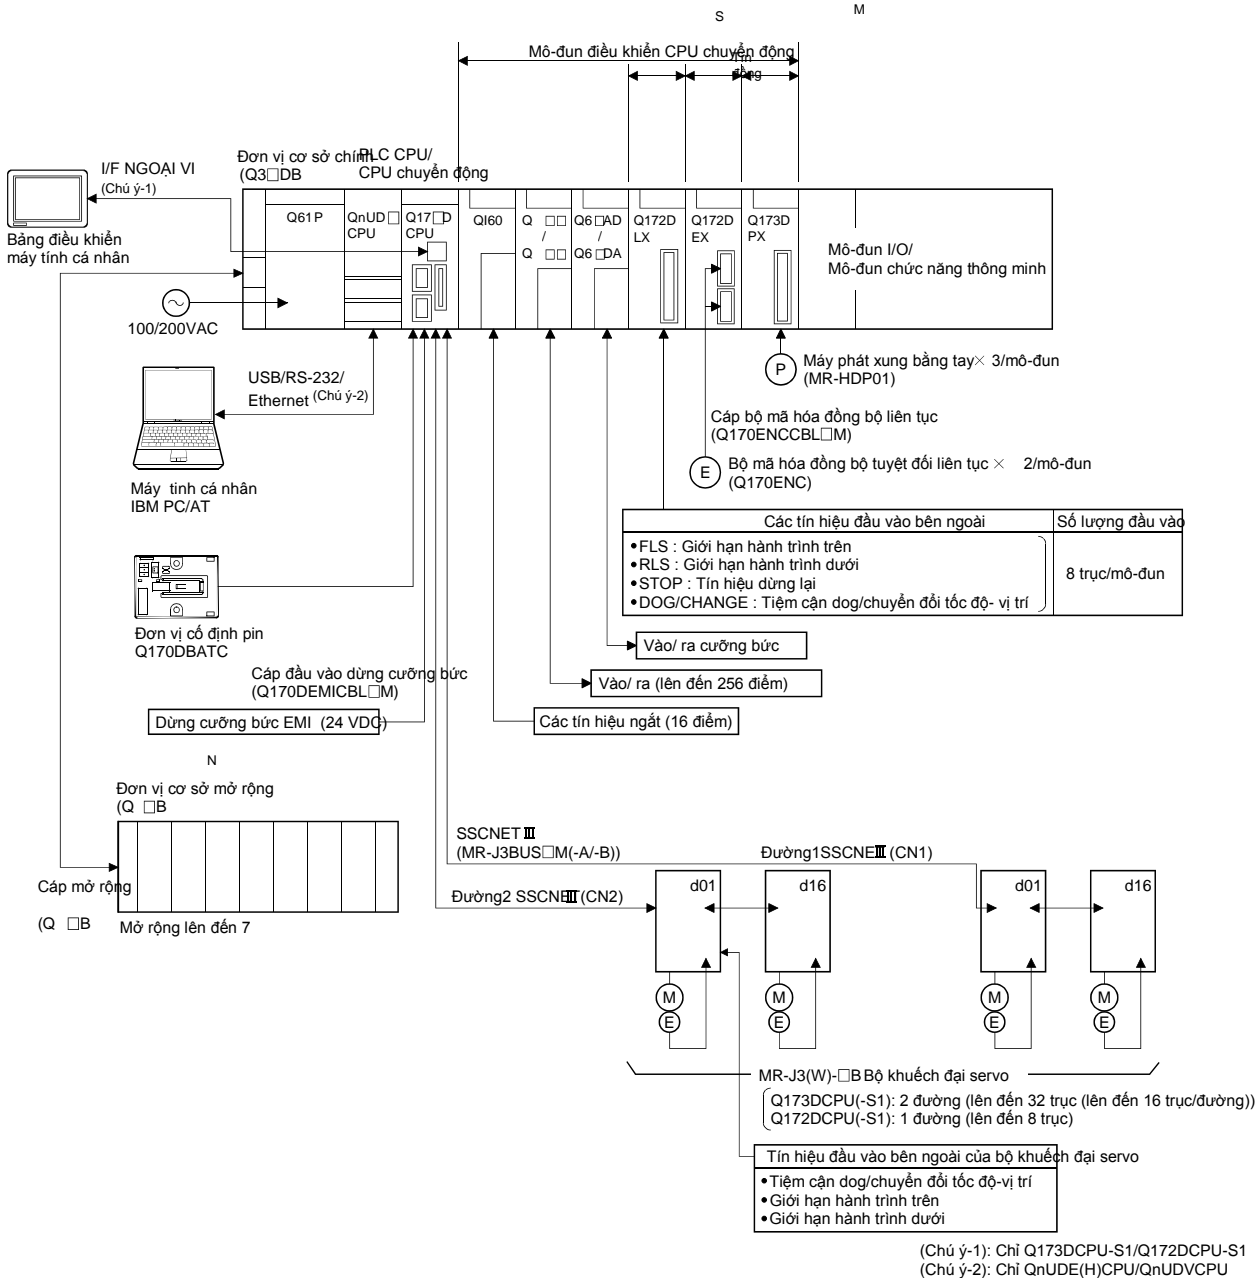 S
M
Mô-đun điều khiển CPU chuyển động
Tín
đồng
Đơn vị cơ sở chính
(Q3□DB
PLC CPU/
CPU chuyển động
I/F NGOẠI VI
(Chú ý-1)
Bảng điều khiển
máy tính cá nhân
Q61P
QnUD□
CPU
Q17□D
CPU
QI60
Q □□
/
Q □□
Q6□AD
/
Q6□DA
Q172D
LX
Q172D
EX
Q173D
PX
Mô-đun I/O/
Mô-đun chức năng thông minh
100/200VAC
USB/RS-232/
Ethernet (Chú ý-2)
Máy tinh cá nhân
IBM PC/AT
P
Máy phát xung bằng tay× 3/mô-đun
(MR-HDP01)
Cáp bộ mã hóa đồng bộ liên tục
(Q170ENCCBL□M)
E
Bộ mã hóa đồng bộ tuyệt đối liên tục × 2/mô-đun
(Q170ENC)
Các tín hiệu đầu vào bên ngoài
Số lượng đầu vào
•FLS : Giới hạn hành trình trên
•RLS : Giới hạn hành trình dưới
•STOP : Tín hiệu dừng lại
•DOG/CHANGE : Tiệm cận dog/chuyển đổi tốc độ- vị trí
8 trục/mô-đun
Đơn vị cố định pin
Q170DBATC
Vào/ ra cưỡng bức
Vào/ ra (lên đến 256 điểm)
Các tín hiệu ngắt (16 điểm)
Cáp đầu vào dừng cưỡng bức
(Q170DEMICBL□M)
Dừng cưỡng bức EMI (24 VDC)
N
Đơn vị cơ sở mở rộng
(Q □B
Cáp mở rộng
(Q □B
Mở rộng lên đến 7
SSCNETⅢ
(MR-J3BUS□M(-A/-B))
Đường1SSCNEⅢ (CN1)
Đường2 SSCNEⅢ (CN2)
d01
d16
d01
d16
M
E
M
E
M
E
M
E
MR-J3(W)-□B Bộ khuếch đại servo
Q173DCPU(-S1): 2 đường (lên đến 32 trục (lên đến 16 trục/đường))
Q172DCPU(-S1): 1 đường (lên đến 8 trục)
Tín hiệu đầu vào bên ngoài của bộ khuếch đại servo
•Tiệm cận dog/chuyển đổi tốc độ-vị trí
•Giới hạn hành trình trên
•Giới hạn hành trình dưới
(Chú ý-1): Chỉ Q173DCPU-S1/Q172DCPU-S1
(Chú ý-2): Chỉ QnUDE(H)CPU/QnUDVCPU